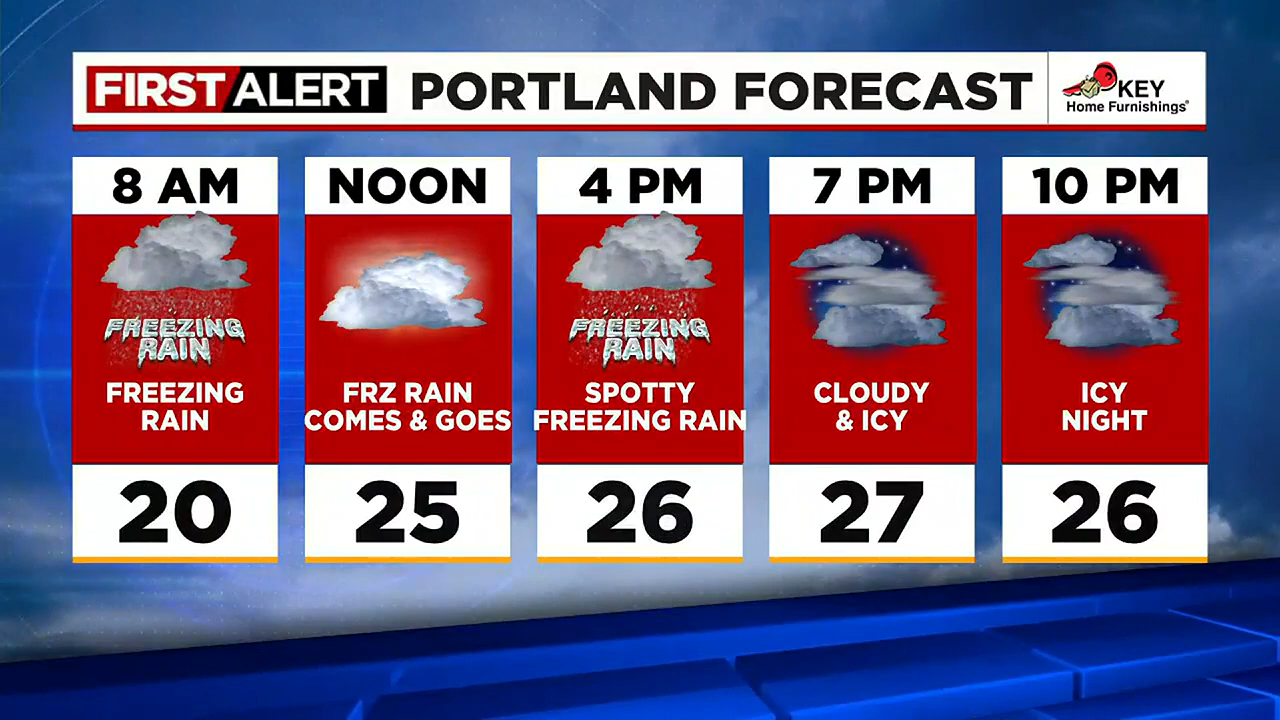 FIRST ALERT PORTLAND FORECAST KEY
Home Furnishings®
8 AM
FREEZING
RAIN
FREEZING
RAIN
20
NOON
FRZ RAIN
COMES & GOES
25
4 PM
FREEZING
RAIN
SPOTTY
FREEZING RAIN
26
7 PM
CLOUDY
& ICY
27
10 PM
ICY
NIGHT
26